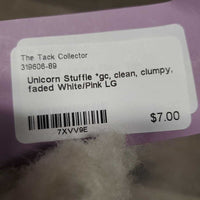 The Tack Collector
319606-89
Unicorn Stuffie *gc, clean, clumpy,
faded White/Pink LG
$7.00
7XVV9E